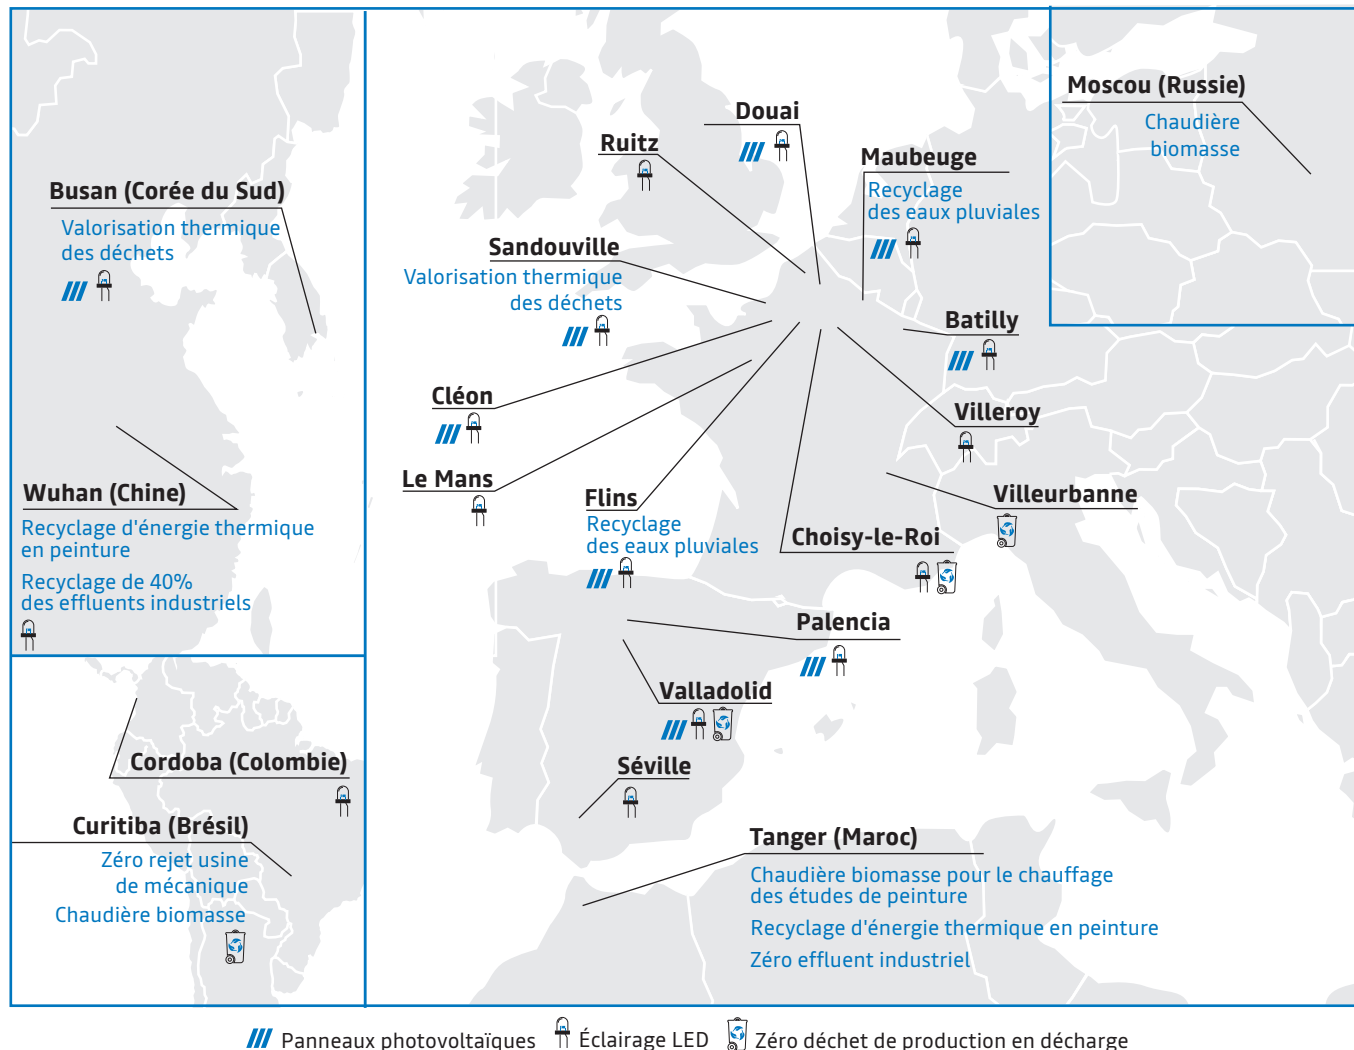 Busan (Corée du Sud)
Valorisation thermique
des déchets
Wuhan (Chine)
Recyclage d'énergie thermique
en peinture
Recyclage de 40%
des effluents industriels
Cordoba (Colombie)
Curitiba (Brésil)
Zéro rejet usine
de mécanique
Chaudière biomasse
Douai
Ruitz
Maubeuge
Recyclage
des eaux pluviales
Sandouville
Valorisation thermique
des déchets
Batilly
Cléon
Villeroy
Le Mans
Flins
Recyclage
des eaux pluviales
Villeurbanne
Choisy-le-Roi
Palencia
Valladolid
Séville
Tanger (Maroc)
Chaudière biomasse pour le chauffage
des études de peinture
Recyclage d'énergie thermique en peinture
Zéro effluent industriel
Moscou (Russie)
Chaudière
biomasse
Panneaux photovoltaïques Éclairage LED Zéro déchet de production en décharge